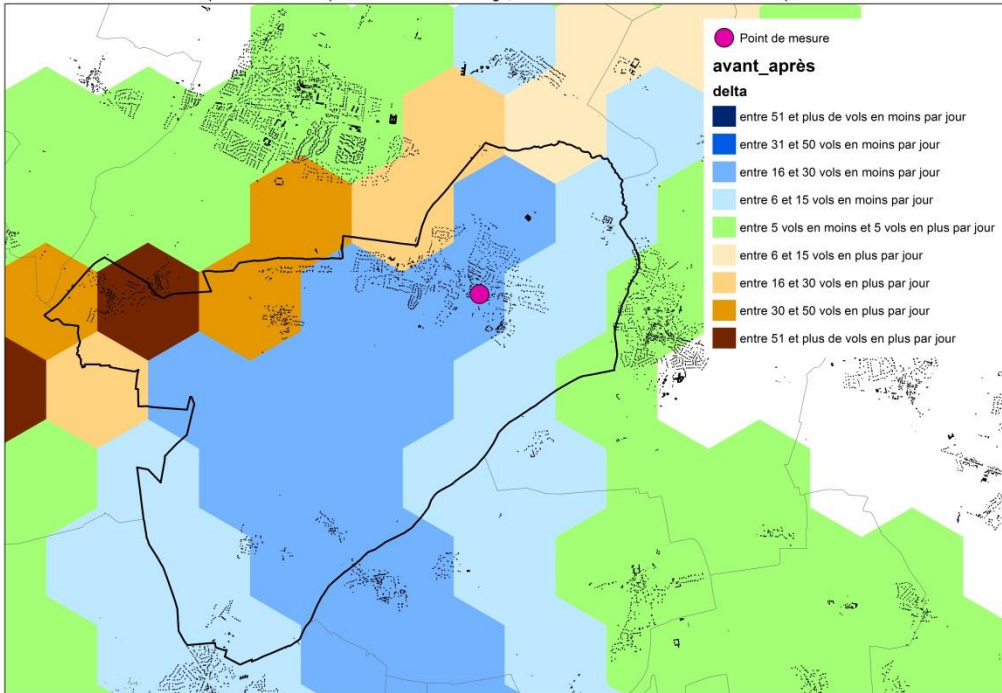 Point de mesure
avant_après
delta
entre 51 et plus de vols en moins par jour
entre 31 et 50 vols en moins par jour
entre 16 et 30 vols en moins par jour
entre 6 et 15 vols en moins par jour
entre 5 vols en moins et 5 vols en plus par jour
entre 6 et 15 vols en plus par jour
entre 16 et 30 vols en plus par jour
entre 30 et 50 vols en plus par jour
entre 51 et plus de vols en plus par jour